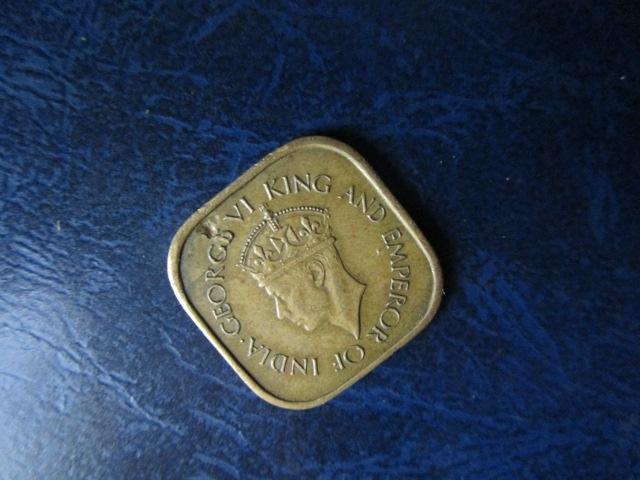 GEORGE VI KING AND EMPEROR OF INDIA·